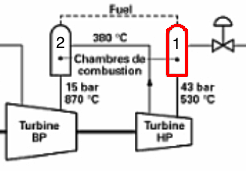 Fuel
2
380 °C
1
Chambres de
combustion
15 bar
870 °C
43 bar
530 °C
Turbine
BP
Turbine
HP